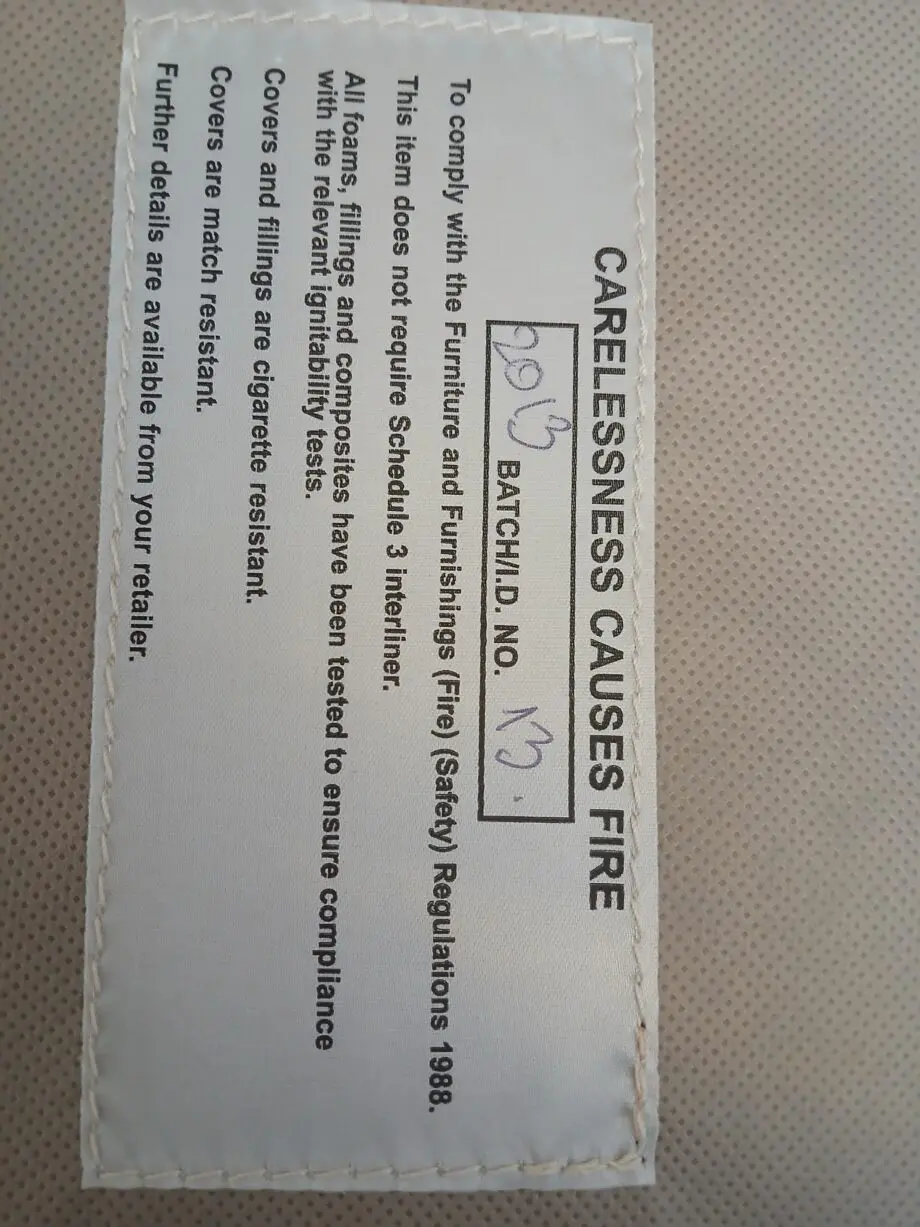 CARELESSNESS CAUSES FIRE
2013 BATCH/I.D. NO. 13.
To comply with the Furniture and Furnishings (Fire) (Safety) Regulations 1988.
This item does not require Schedule 3 interliner.
All foams, fillings and composites have been tested to ensure compliance
with the relevant ignitability tests.
Covers and fillings are cigarette resistant.
Covers are match resistant.
Further details are available from your retailer.